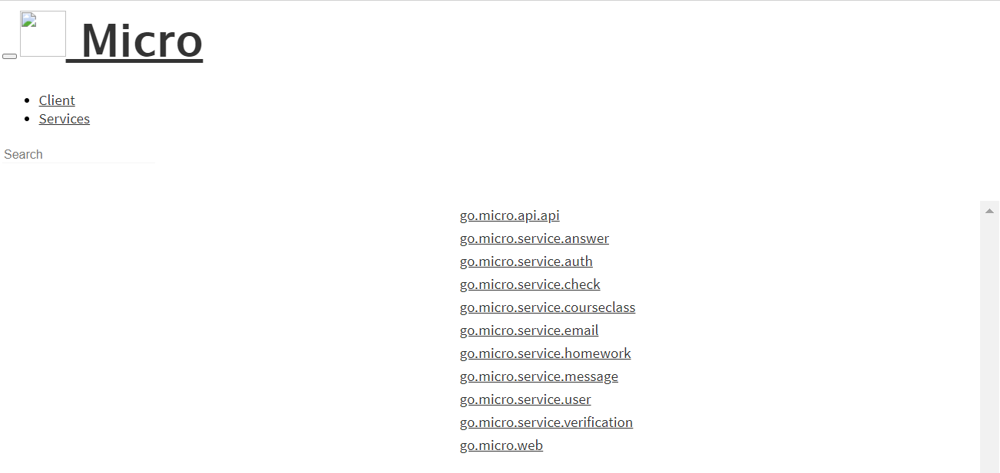 Micro
Client
Services
Search
go.micro.api.api
go.micro.service.answer
go.micro.service.auth
go.micro.service.check
go.micro.service.courseclass
go.micro.service.email
go.micro.service.homework
go.micro.service.message
go.micro.service.user
go.micro.service.verification
go.micro.web